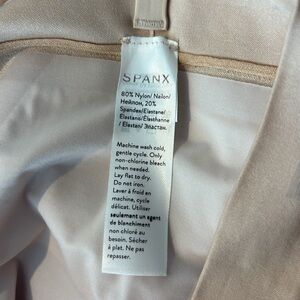 SPANX
80% Nylon/ Nailon/
Нейлон, 20%
Spandex/Elastane/
Elastano/Élasthanne
/ Elastan/ Эластан.
Machine wash cold,
gentle cycle. Only
non-chlorine bleach
when needed.
Lay flat to dry.
Do not iron.
Laver à froid en
machine, cycle
délicat. Utiliser
seulement un agent
de blanchiment
non chloré au
besoin. Sécher
à plat. Ne pas
repasser.